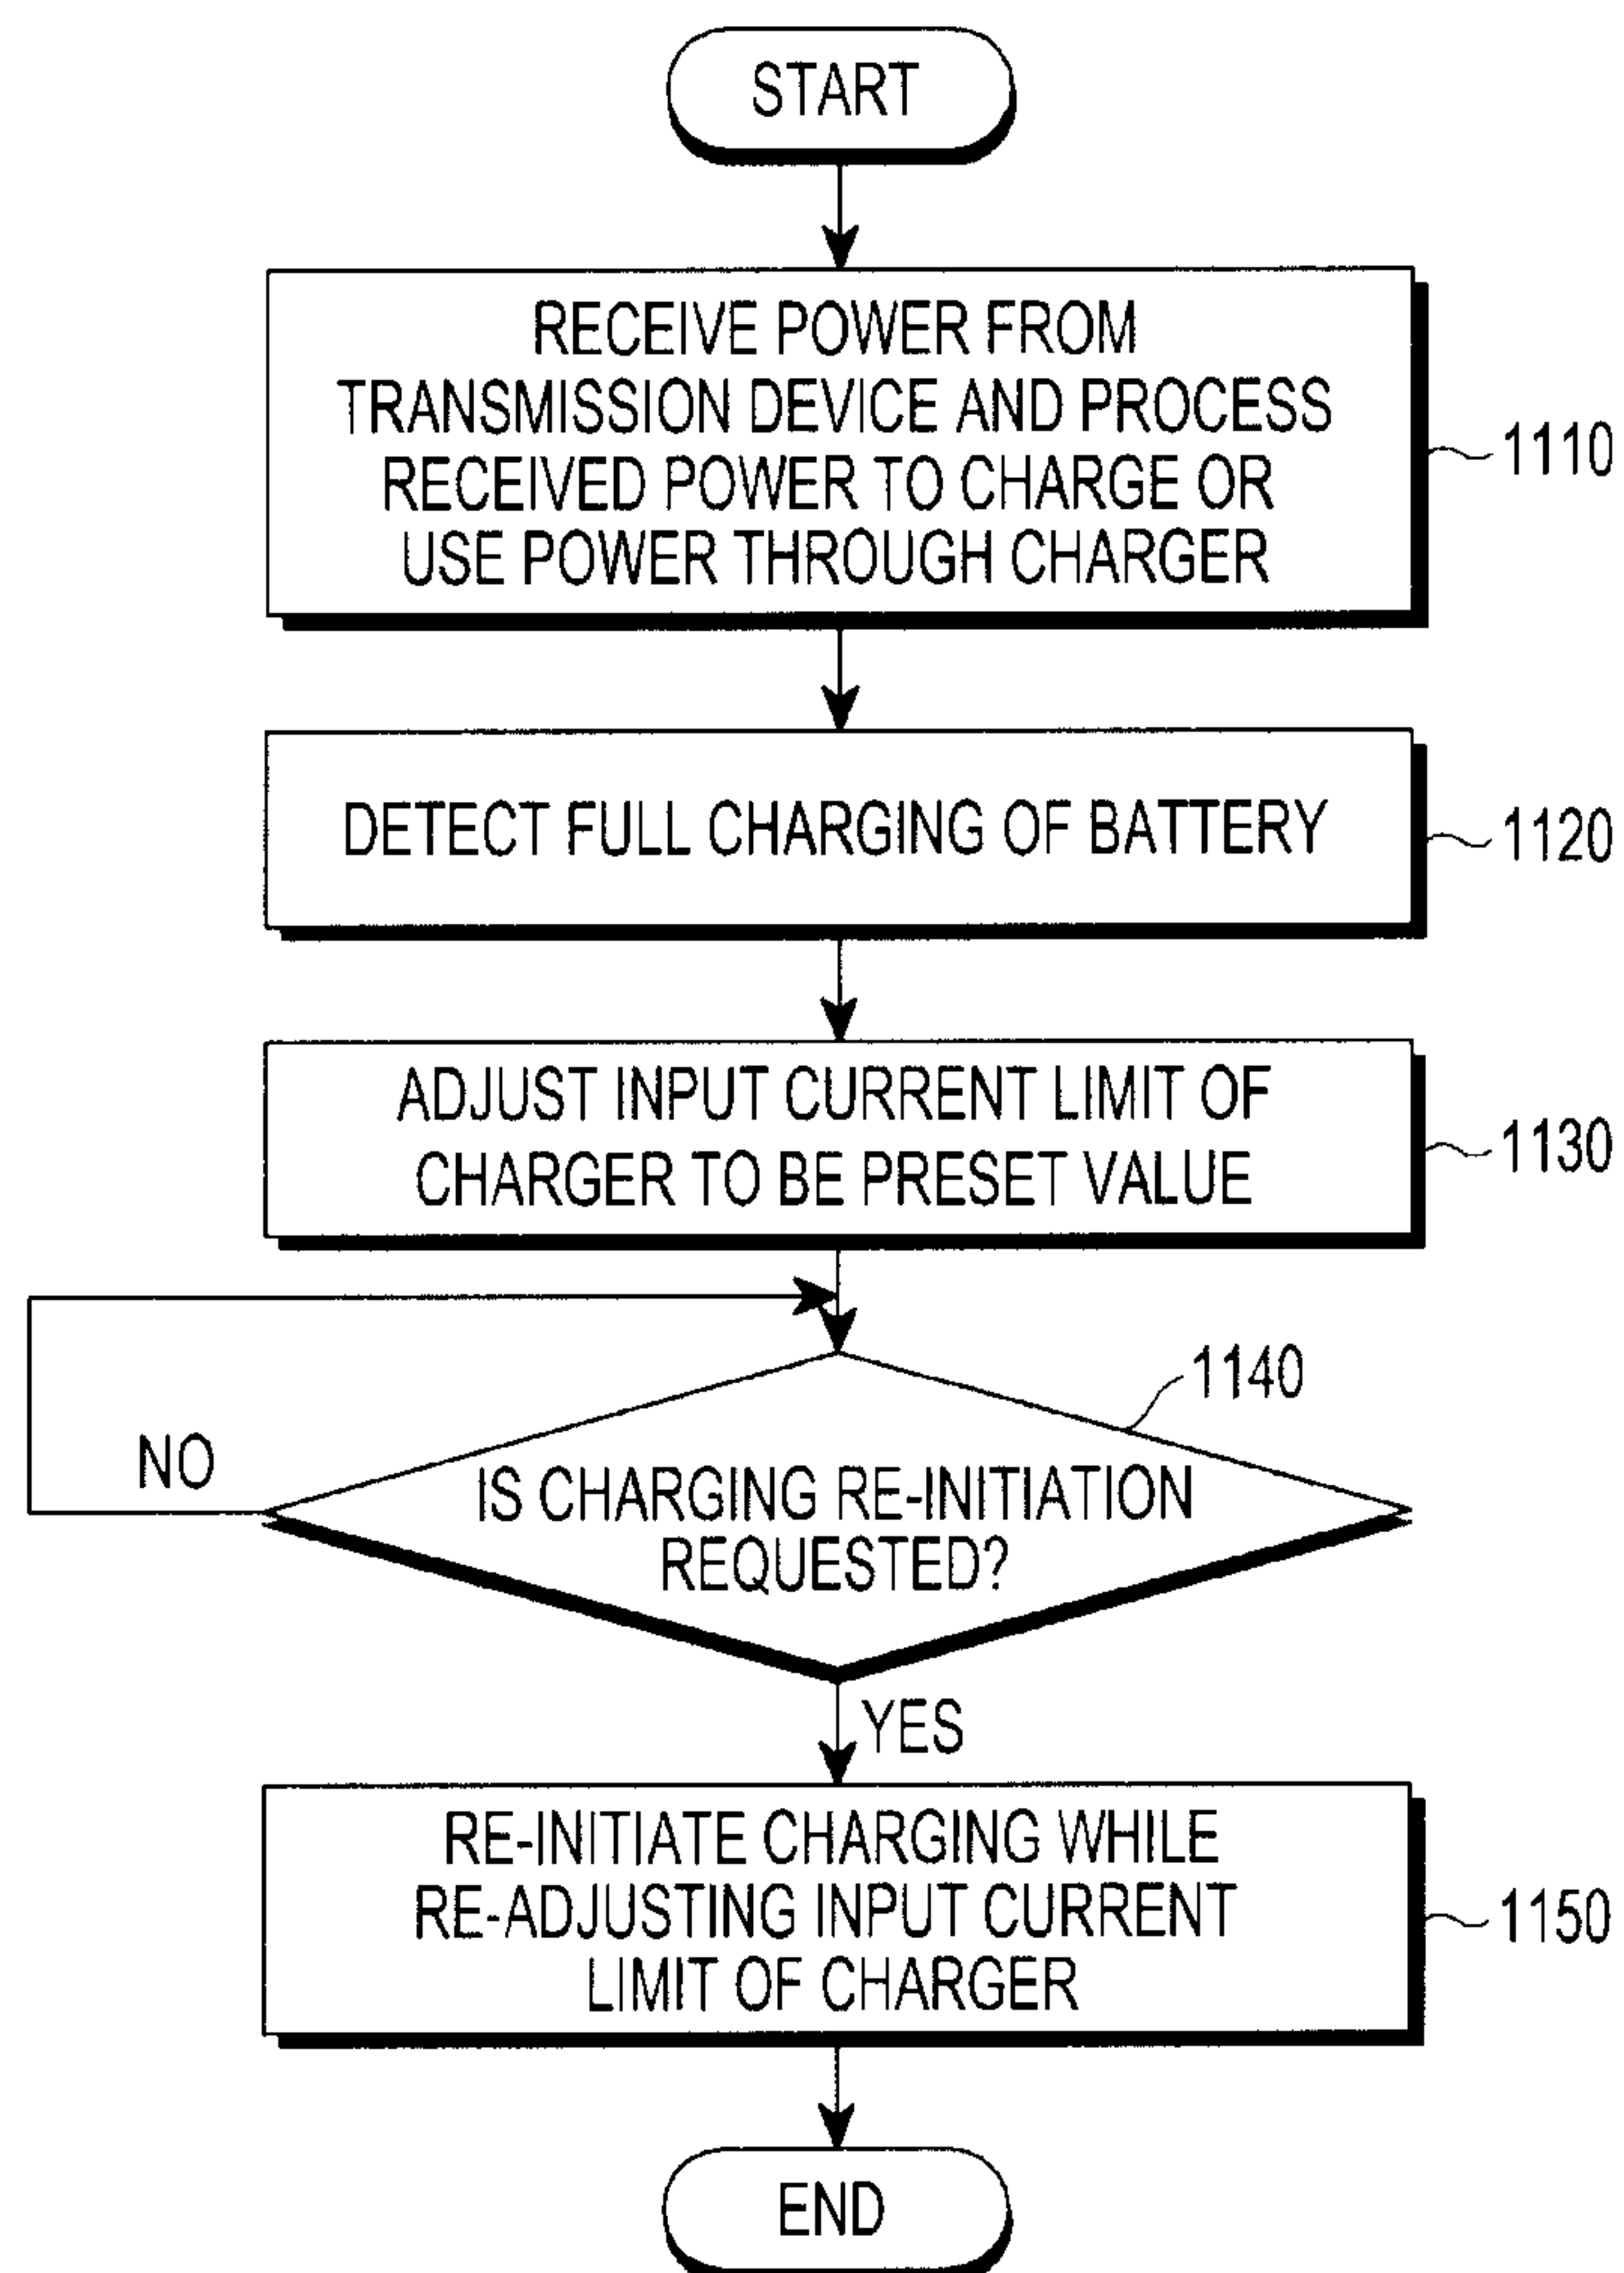 START
RECEIVE POWER FROM
TRANSMISSION DEVICE AND PROCESS
RECEIVED POWER TO CHARGE OR
USE POWER THROUGH CHARGER
1110
DETECT FULL CHARGING OF BATTERY
1120
ADJUST INPUT CURRENT LIMIT OF
CHARGER TO BE PRESET VALUE
1130
1140
NO
IS CHARGING RE-INITIATION
REQUESTED?
YES
RE-INITIATE CHARGING WHILE
RE-ADJUSTING INPUT CURRENT
LIMIT OF CHARGER
1150
END